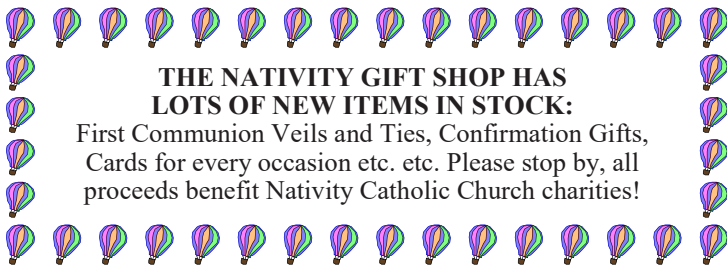 THE NATIVITY GIFT SHOP HAS
LOTS OF NEW ITEMS IN STOCK:
First Communion Veils and Ties, Confirmation Gifts,
Cards for every occasion etc. etc. Please stop by, all
proceeds benefit Nativity Catholic Church charities!